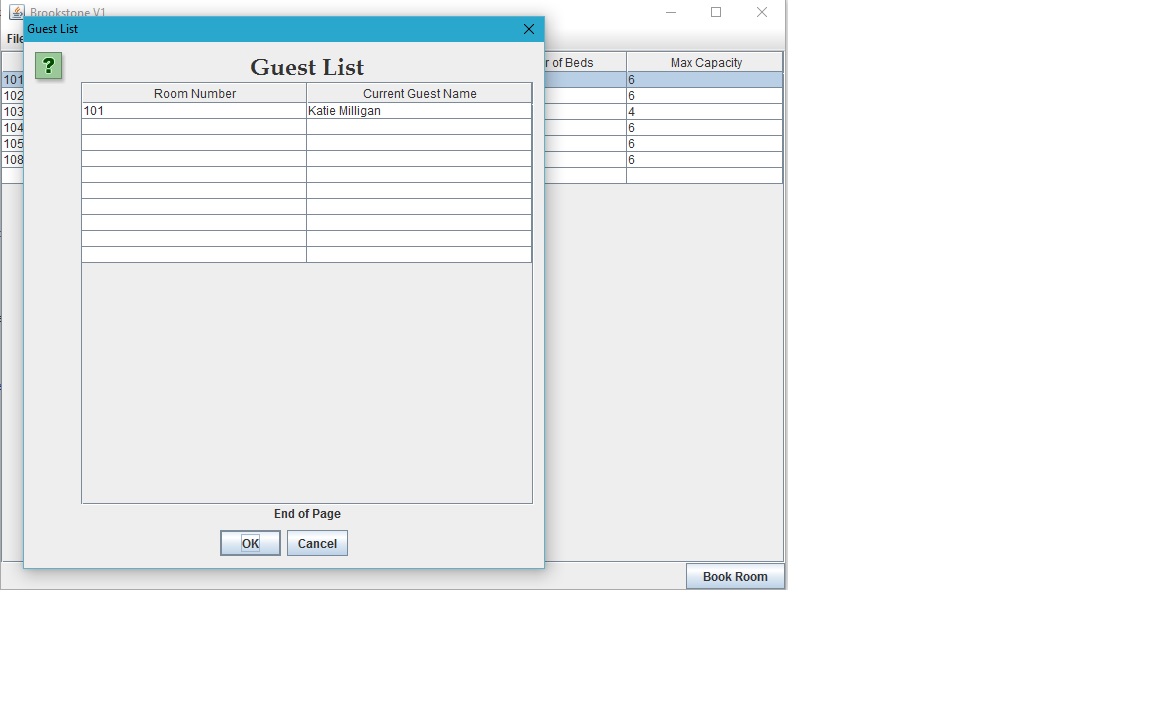 Brookstone V1
Guest List
File
?
Guest List
r of Beds Max Capacity
Room Number Current Guest Name
101 6
102 6
101 Katie Milligan
103 4
104 6
105 6
108 6
End of Page
OK Cancel
Book Room